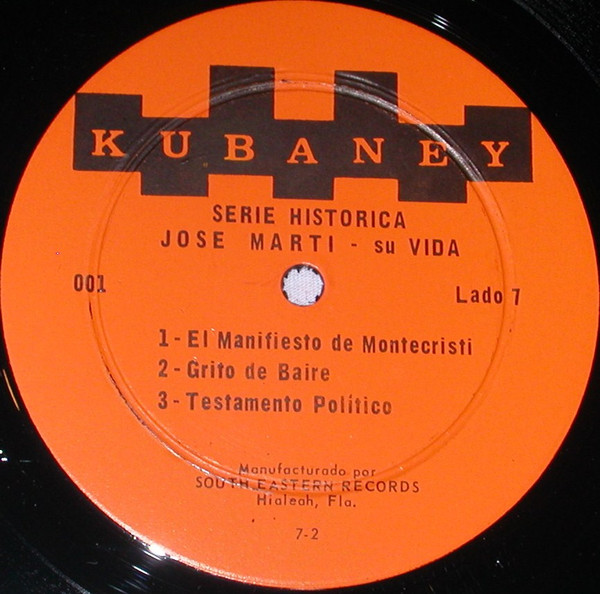 KUBANEY
SERIE HISTORICA
JOSE MARTI - su VIDA
001
Lado 7
1-El Manifiesto de Montecristi
2-Grito de Baire
3-Testamento Político
Manufacturado por
SOUTH EASTERN RECORDS
Hialeah, Fla.
7-2